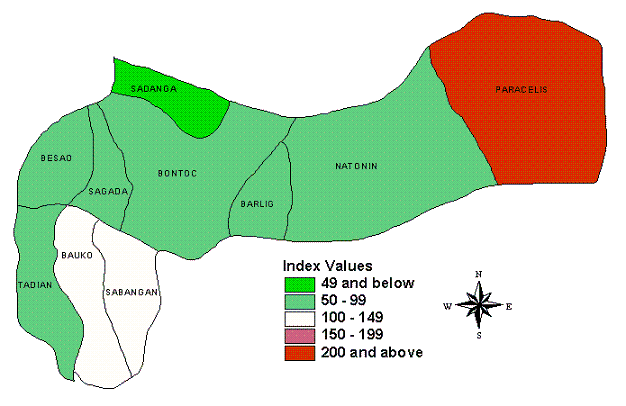 SADANGA
PARACELIS
BESAO
SAGADA
BONTOC
NATONIN
BARLIG
BAUKO
TADIAN
SABANGAN
Index Values
49 and below
50 - 99
100 - 149
150 - 199
200 and above
N
W E
S